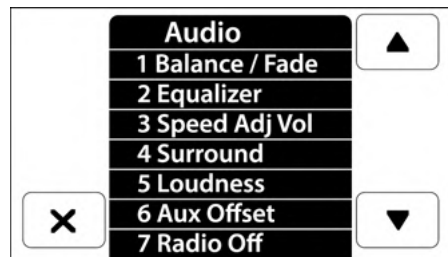 Audio
1 Balance / Fade
2 Equalizer
3 Speed Adj Vol
4 Surround
5 Loudness
6 Aux Offset
7 Radio Off